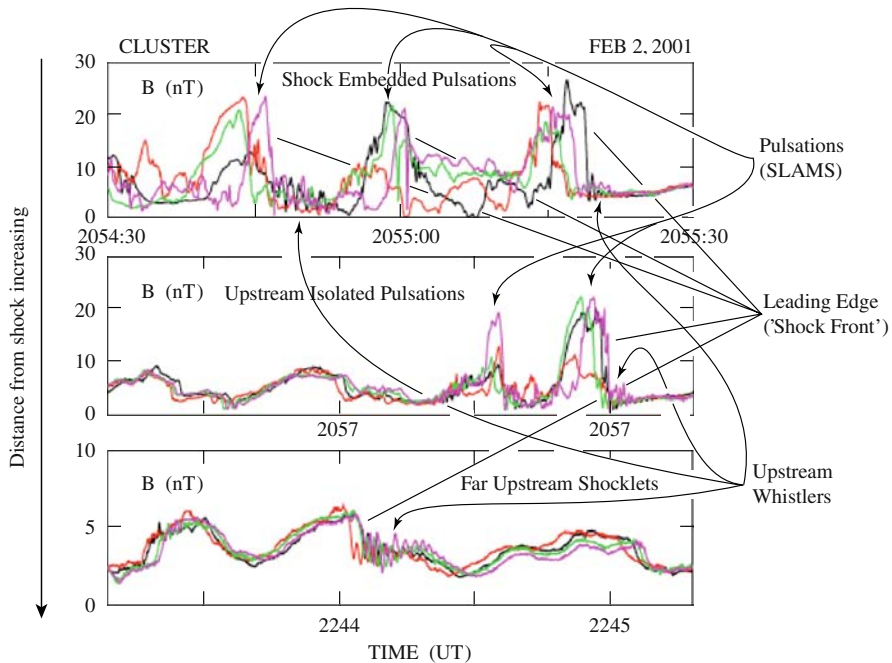 CLUSTER
FEB 2, 2001
30
B (nT)
Shock Embedded Pulsations
20
10
0
2054:30
2055:00
2055:30
Pulsations
(SLAMS)
Distance from shock increasing
30
B (nT)
Upstream Isolated Pulsations
20
10
0
2057
2057
Leading Edge
('Shock Front')
10
B (nT)
Far Upstream Shocklets
5
0
2244
2245
Upstream
Whistlers
TIME (UT)